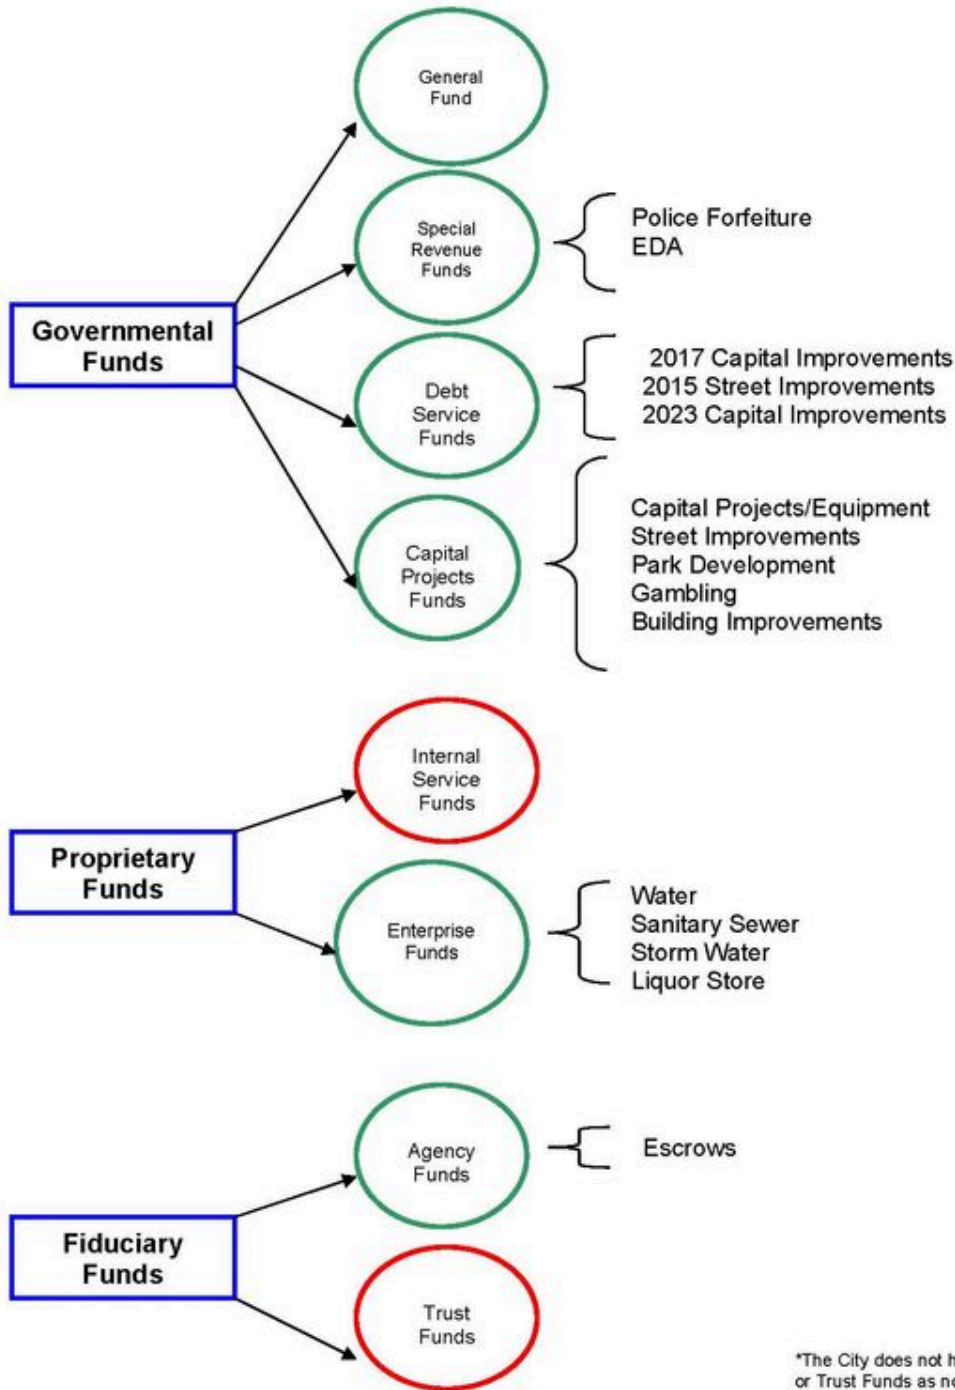 General
Fund
Special
Revenue
Funds
Police Forfeiture
EDA
Governmental
Funds
Debt
Service
Funds
2017 Capital Improvements
2015 Street Improvements
2023 Capital Improvements
Capital
Projects
Funds
Capital Projects/Equipment
Street Improvements
Park Development
Gambling
Building Improvements
Internal
Service
Funds
Proprietary
Funds
Enterprise
Funds
Water
Sanitary Sewer
Storm Water
Liquor Store
Agency
Funds
Escrows
Fiduciary
Funds
Trust
Funds
*The City does not
or Trust Funds as